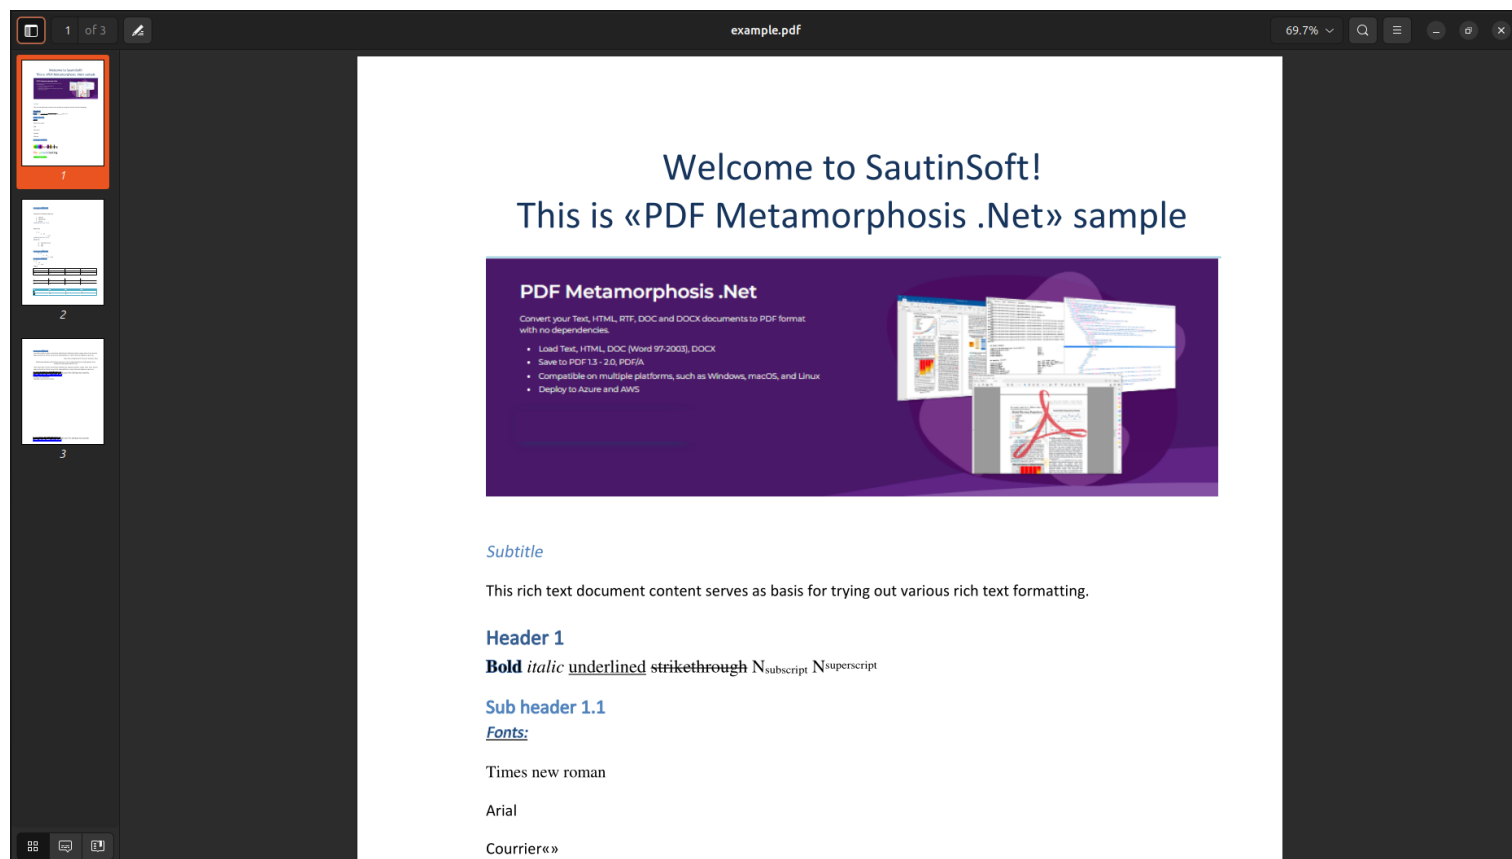 1 of 3
example.pdf
69.7%
1
2
3
Welcome to SautinSoft!
This is «PDF Metamorphosis .Net» sample
PDF Metamorphosis .Net
Convert your Text, HTML, RTF, DOC and DOCX documents to PDF format
with no dependencies.
• Load Text, HTML, DOC (Word 97-2003), DOCX
• Save to PDF 1.3 - 2.0, PDF/A
• Compatible on multiple platforms, such as Windows, macOS, and Linux
• Deploy to Azure and AWS
Subtitle
This rich text document content serves as basis for trying out various rich text formatting.
Header 1
Bold italic underlined strikethrough Nsubscript Nsuperscript
Sub header 1.1
Fonts:
Times new roman
Arial
Courrier«»